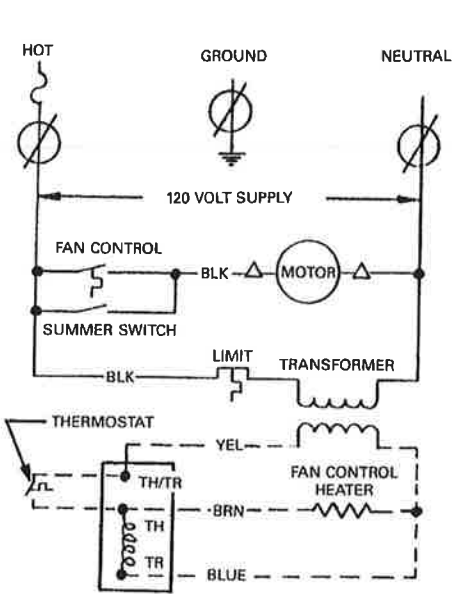 HOT
GROUND
NEUTRAL
120 VOLT SUPPLY
FAN CONTROL
BLK
MOTOR
SUMMER SWITCH
LIMIT
TRANSFORMER
BLK
THERMOSTAT
YEL
FAN CONTROL
HEATER
TH/TR
BRN
TH
TR
BLUE